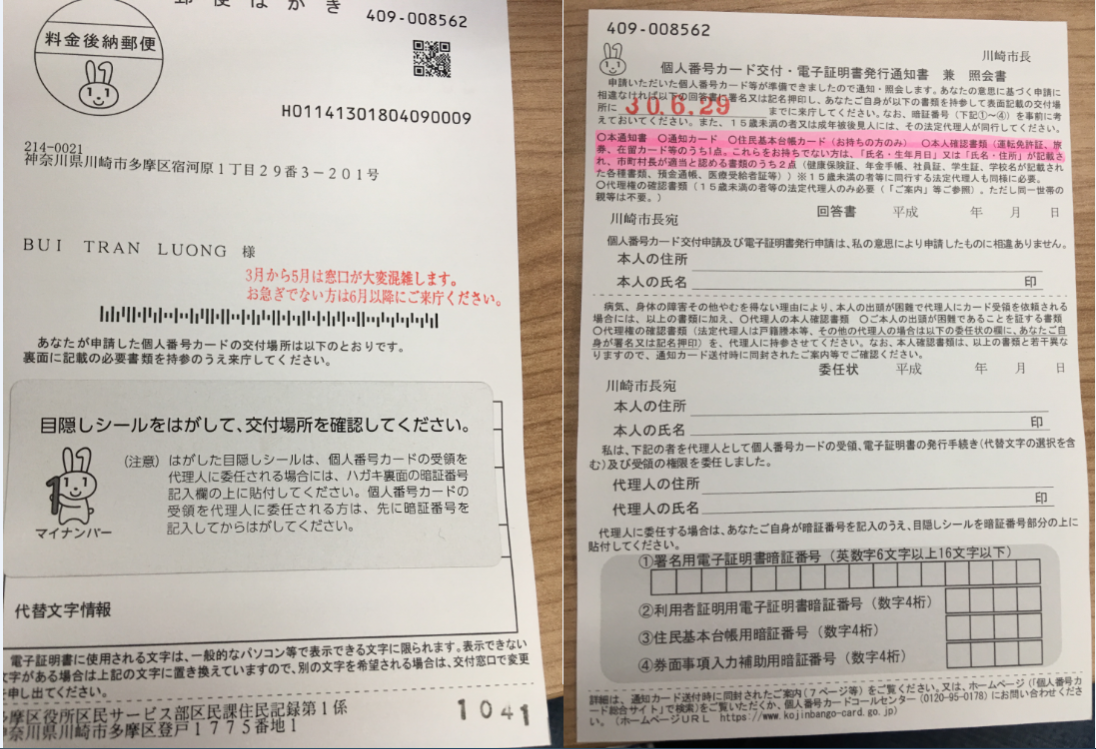 郵便はがき
409-008562
料金後納郵便
H01141301804090009
214-0021
神奈川県川崎市多摩区宿河原1丁目29番3－201号
BUI TRAN LUONG 様
3月から5月は窓口が大変混雑します。
お急ぎでない方は6月以降にご来庁ください。
あなたが申請した個人番号カードの交付場所は以下のとおりです。
裏面に記載の必要書類を持参のうえ来庁してください。
目隠しシールをはがして、交付場所を確認してください。
(注意) はがした目隠しシールは、個人番号カードの受領を
代理人に委任される場合には、ハガキ裏面の暗証番号
記入欄の上に貼付してください。個人番号カードの
受領を代理人に委任される方は、先に暗証番号を
記入してからはがしてください。
1
マイナンバー
代替文字情報
電子証明書に使用される文字は、一般的なパソコン等で表示できる文字に限られます。表示できない
文字がある場合は上記の文字に置き換えていますので、別の文字を希望される場合は、交付窓口で変更
を申し出てください。
多摩区役所区民サービス部区民課住民記録第1係
神奈川県川崎市多摩区登戸1775番地1
1041
409-008562
川崎市長
個人番号カード交付・電子証明書発行通知書 兼 照会書
申請いただいた個人番号カード等が準備できましたので通知・照会します。あなたの意思に基づく申請に
相違なければ以下の回答書に署名又は記名押印し、あなたご自身が以下の書類を持参して表面記載の交付場
所に 30.6.29 までに来庁してください。なお、暗証番号（下記①～④）を事前に考
えておいてください。また、15歳未満の者又は成年被後見人には、その法定代理人が同行してください。
〇本通知書 〇通知カード 〇住民基本台帳カード（お持ちの方のみ） 〇本人確認書類（運転免許証、旅
券、在留カード等のうち1点。これらをお持ちでない方は、「氏名・生年月日」又は「氏名・住所」が記載さ
れ、市町村長が適当と認める書類のうち2点（健康保険証、年金手帳、社員証、学生証、学校名が記載され
た各種書類、預金通帳、医療受給者証等））※15歳未満の者等に同行する法定代理人も同様に必要。
〇代理権の確認書類（15歳未満の者等の法定代理人のみ必要（「ご案内」等ご参照）。ただし同一世帯の
親等は不要。）
回答書 平成 年 月 日
川崎市長宛
個人番号カード交付申請及び電子証明書発行申請は、私の意思により申請したものに相違ありません。
本人の住所
本人の氏名 印
病気、身体の障害その他やむを得ない理由により、本人の出頭が困難で代理人にカード受領を依頼される
場合には、以上の書類に加え、〇代理人の本人確認書類 〇ご本人の出頭が困難であることを証する書類
〇代理権の確認書類（法定代理人は戸籍謄本等、その他の代理人の場合は以下の委任状の欄に、あなたご自
身が署名又は記名押印）を、代理人に持参させてください。なお、本人確認書類は、以上の書類と若干異な
りますので、通知カード送付時に同封されたご案内等でご確認ください。
委任状 平成 年 月 日
川崎市長宛
本人の住所
本人の氏名 印
私は、下記の者を代理人として個人番号カードの受領、電子証明書の発行手続き(代替文字の選択を含
む)及び受領の権限を委任しました。
代理人の住所
代理人の氏名 印
代理人に委任する場合は、あなたご自身が暗証番号を記入のうえ、目隠しシールを暗証番号部分の上に
貼付してください。
①署名用電子証明書暗証番号（英数字6文字以上16文字以下）
②利用者証明用電子証明書暗証番号（数字4桁）
③住民基本台帳用暗証番号（数字4桁）
④券面事項入力補助用暗証番号（数字4桁）
詳細は、通知カード送付時に同封されたご案内（7ページ等）をご覧ください。又は、ホームページ（「個人番号カ
ード総合サイト」で検索）をご覧いただくか、個人番号カードコールセンター（0120-95-0178）にお問い合わせくださ
い。（ホームページURL https://www.kojinbango-card.go.jp）